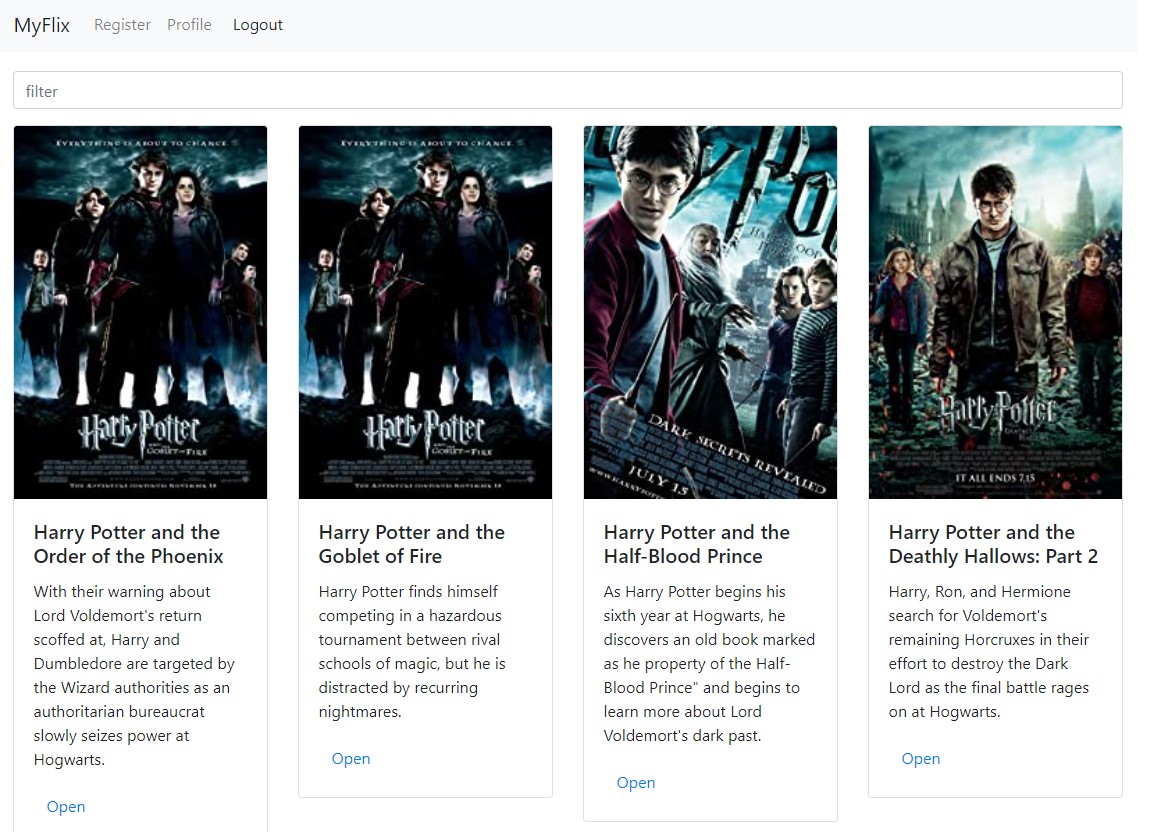 MyFlix Register Profile Logout
filter
EVERYTHING IS ABOUT TO CHANGE
Harry Potter
GOBLET OF FIRE
THE ADVENTURE CONTINUES NOVEMBER 18
Harry Potter and the
Order of the Phoenix
With their warning about
Lord Voldemort's return
scoffed at, Harry and
Dumbledore are targeted by
the Wizard authorities as an
authoritarian bureaucrat
slowly seizes power at
Hogwarts.
Open
EVERYTHING IS ABOUT TO CHANGE
Harry Potter
GOBLET OF FIRE
THE ADVENTURE CONTINUES NOVEMBER 18
Harry Potter and the
Goblet of Fire
Harry Potter finds himself
competing in a hazardous
tournament between rival
schools of magic, but he is
distracted by recurring
nightmares.
Open
DARK SECRETS REVEALED
JULY 15
Harry Potter and the
Half-Blood Prince
As Harry Potter begins his
sixth year at Hogwarts, he
discovers an old book marked
as he property of the Half-
Blood Prince" and begins to
learn more about Lord
Voldemort's dark past.
Open
Harry Potter
IT ALL ENDS 7.15
Harry Potter and the
Deathly Hallows: Part 2
Harry, Ron, and Hermione
search for Voldemort's
remaining Horcruxes in their
effort to destroy the Dark
Lord as the final battle rages
on at Hogwarts.
Open